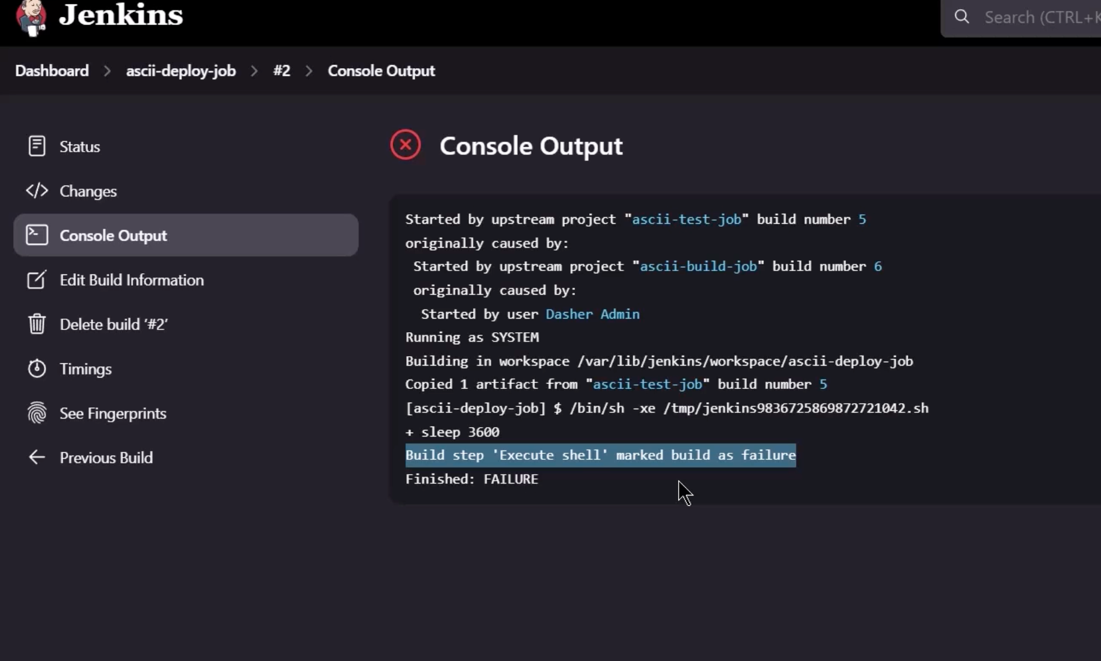 Jenkins
Search (CTRL+K
Dashboard > ascii-deploy-job > #2 > Console Output
Status
Changes
Console Output
Edit Build Information
Delete build '#2'
Timings
See Fingerprints
Previous Build
Console Output
Started by upstream project "ascii-test-job" build number 5
originally caused by:
Started by upstream project "ascii-build-job" build number 6
originally caused by:
Started by user Dasher Admin
Running as SYSTEM
Building in workspace /var/lib/jenkins/workspace/ascii-deploy-job
Copied 1 artifact from "ascii-test-job" build number 5
[ascii-deploy-job] $ /bin/sh -xe /tmp/jenkins9836725869872721042.sh
+ sleep 3600
Build step 'Execute shell' marked build as failure
Finished: FAILURE